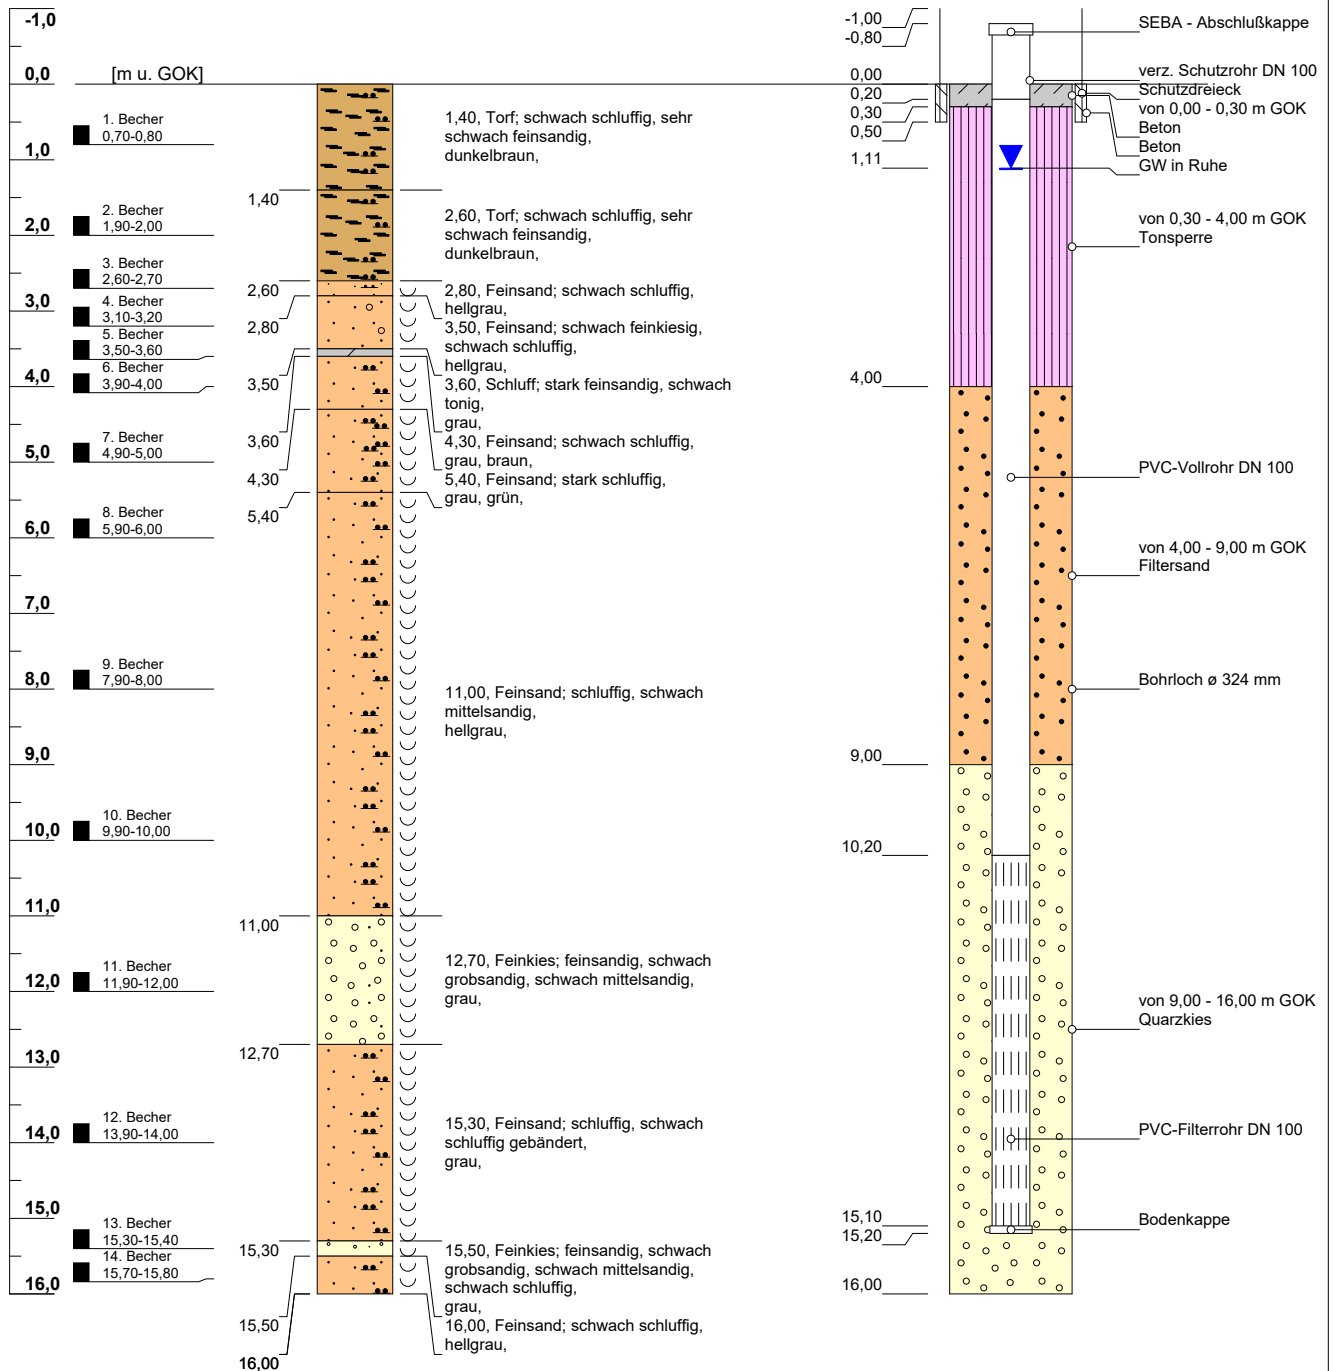 -1,0
0,0
1,0
2,0
3,0
4,0
5,0
6,0
7,0
8,0
9,0
10,0
11,0
12,0
13,0
14,0
15,0
16,0
[m u. GOK]
1. Becher
0,70-0,80
2. Becher
1,90-2,00
3. Becher
2,60-2,70
4. Becher
3,10-3,20
5. Becher
3,50-3,60
6. Becher
3,90-4,00
7. Becher
4,90-5,00
8. Becher
5,90-6,00
9. Becher
7,90-8,00
10. Becher
9,90-10,00
11. Becher
11,90-12,00
12. Becher
13,90-14,00
13. Becher
15,30-15,40
14. Becher
15,70-15,80
1,40
2,60
2,80
3,50
3,60
4,30
5,40
11,00
12,70
15,30
15,50
16,00
1,40, Torf; schwach schluffig, sehr
schwach feinsandig,
dunkelbraun,
2,60, Torf; schwach schluffig, sehr
schwach feinsandig,
dunkelbraun,
2,80, Feinsand; schwach schluffig,
hellgrau,
3,50, Feinsand; schwach feinkiesig,
schwach schluffig,
hellgrau,
3,60, Schluff; stark feinsandig, schwach
tonig,
grau,
4,30, Feinsand; schwach schluffig,
grau, braun,
5,40, Feinsand; stark schluffig,
grau, grün,
11,00, Feinsand; schluffig, schwach
mittelsandig,
hellgrau,
12,70, Feinkies; feinsandig, schwach
grobsandig, schwach mittelsandig,
grau,
15,30, Feinsand; schluffig, schwach
schluffig gebändert,
grau,
15,50, Feinkies; feinsandig, schwach
grobsandig, schwach mittelsandig,
schwach schluffig,
grau,
16,00, Feinsand; schwach schluffig,
hellgrau,
-1,00
-0,80
0,00
0,20
0,30
0,50
1,11
4,00
9,00
10,20
15,10
15,20
16,00
SEBA - Abschlußkappe
verz. Schutzrohr DN 100
Schutzdreieck
von 0,00 - 0,30 m GOK
Beton
Beton
GW in Ruhe
von 0,30 - 4,00 m GOK
Tonsperre
PVC-Vollrohr DN 100
von 4,00 - 9,00 m GOK
Filtersand
Bohrloch ø 324 mm
von 9,00 - 16,00 m GOK
Quarzkies
PVC-Filterrohr DN 100
Bodenkappe